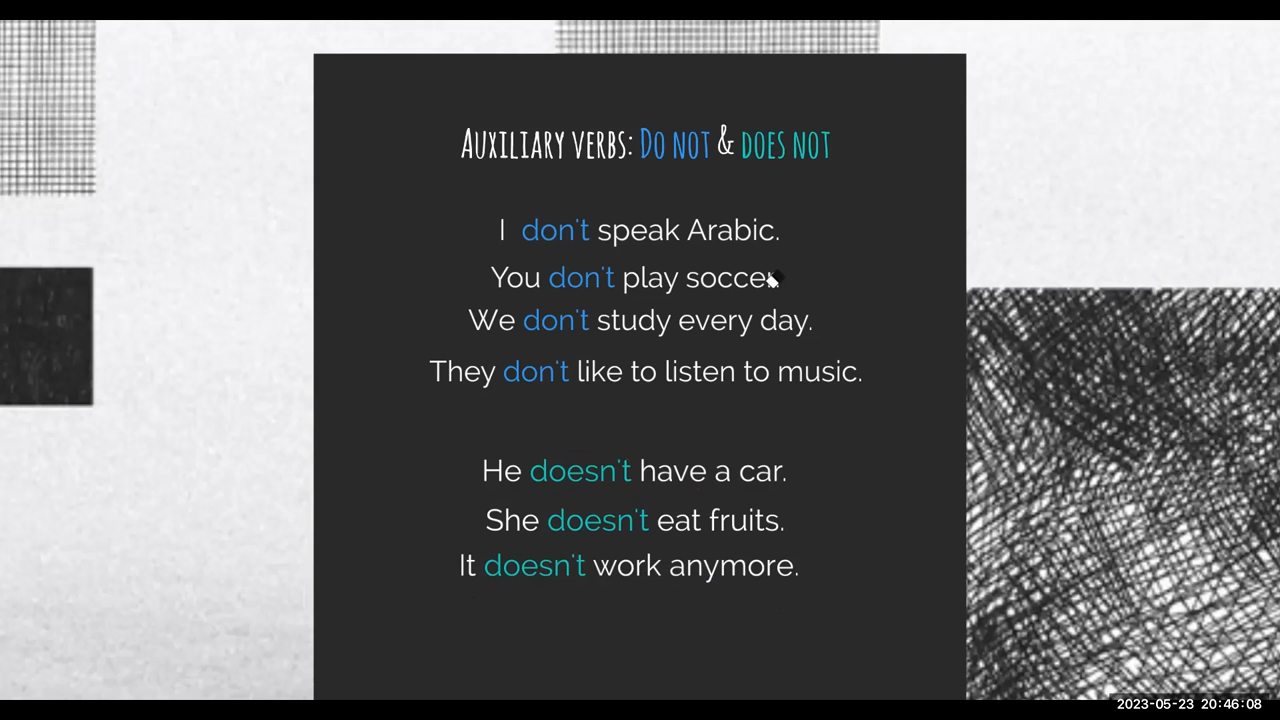 Auxiliary verbs: Do not & does not
I don't speak Arabic.
You don't play soccer.
We don't study every day.
They don't like to listen to music.
He doesn't have a car.
She doesn't eat fruits.
It doesn't work anymore.
2023-05-23 20:46:08